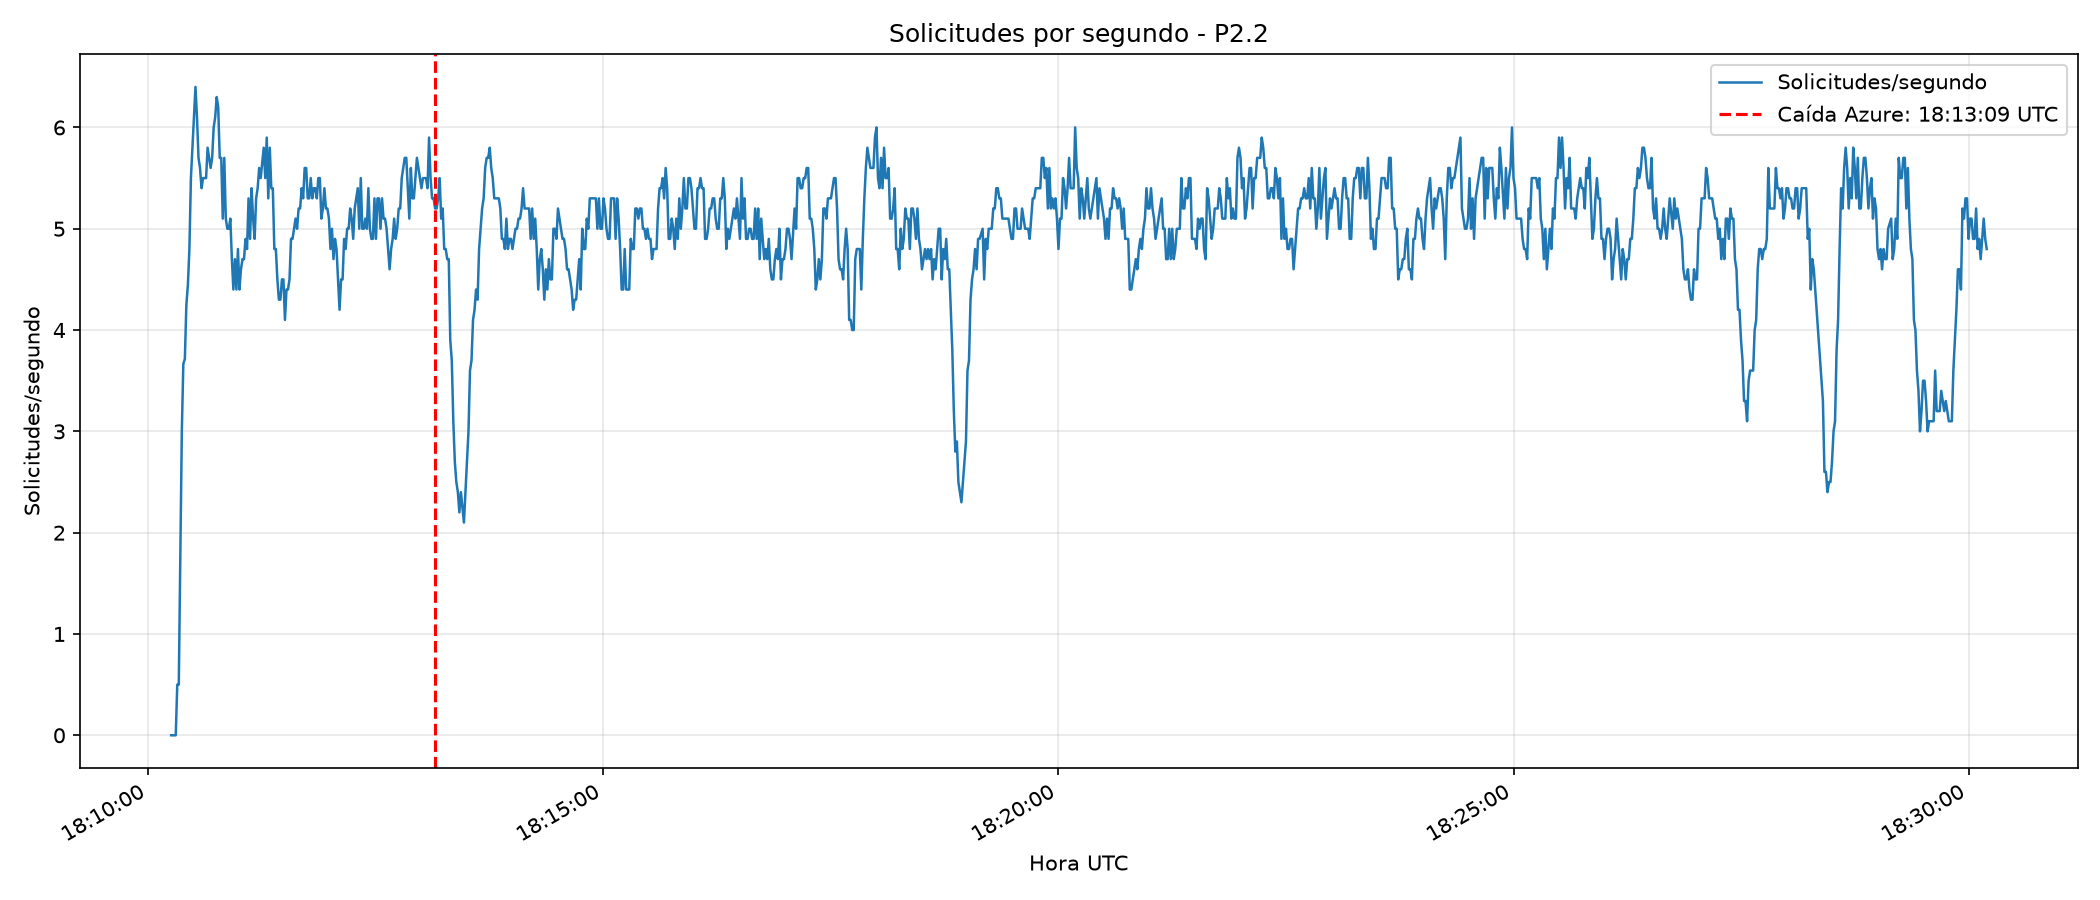 Solicitudes por segundo - P2.2
Solicitudes/segundo
Caída Azure: 18:13:09 UTC
Solicitudes/segundo
6
5
4
3
2
1
0
18:10:00
18:15:00
18:20:00
18:25:00
18:30:00
Hora UTC